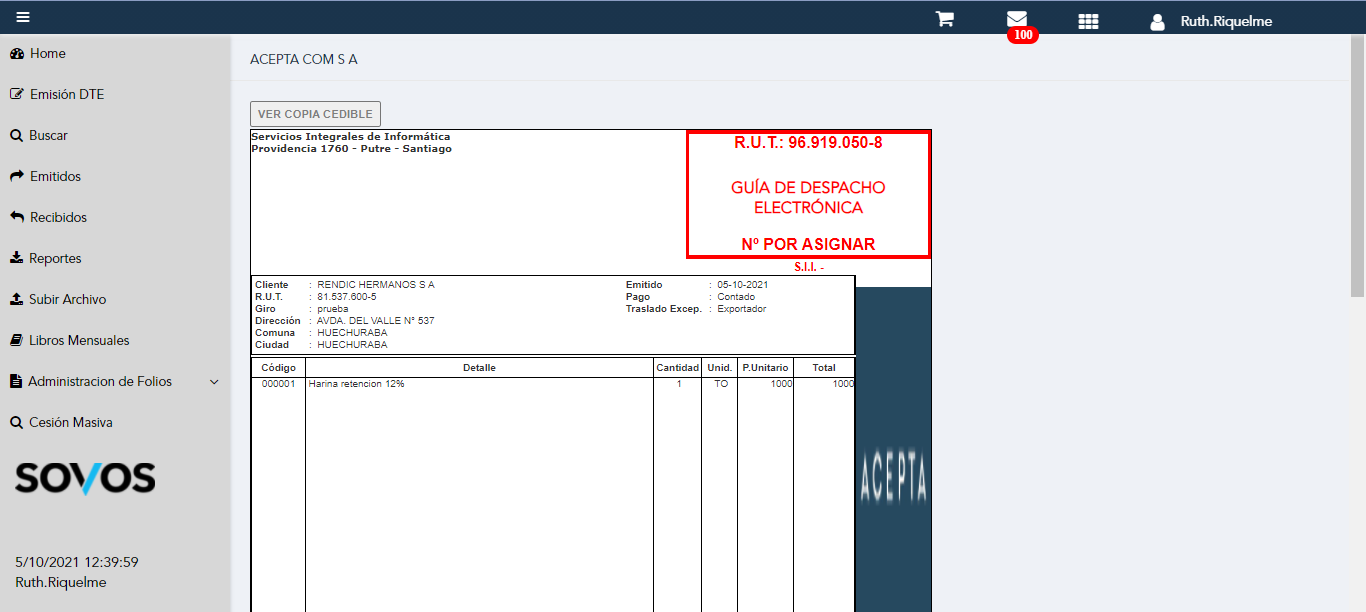 Ruth.Riquelme
100
Home
Emisión DTE
Buscar
Emitidos
Recibidos
Reportes
Subir Archivo
Libros Mensuales
Administracion de Folios
Cesión Masiva
SOVOS
5/10/2021 12:39:59
Ruth.Riquelme
ACEPTA COM S A
VER COPIA CEDIBLE
Servicios Integrales de Informática
Providencia 1760 - Putre - Santiago
R.U.T.: 96.919.050-8
GUÍA DE DESPACHO
ELECTRÓNICA
Nº POR ASIGNAR
S.I.I. -
Cliente : RENDIC HERMANOS S A
R.U.T. : 81.537.600-5
Giro : prueba
Dirección : AVDA. DEL VALLE N° 537
Comuna : HUECHURABA
Ciudad : HUECHURABA
Emitido : 05-10-2021
Pago : Contado
Traslado Excep. : Exportador
Código Detalle Cantidad Unid. P.Unitario Total
000001 Harina retencion 12% 1 TO 1000 1000
ACEPTA